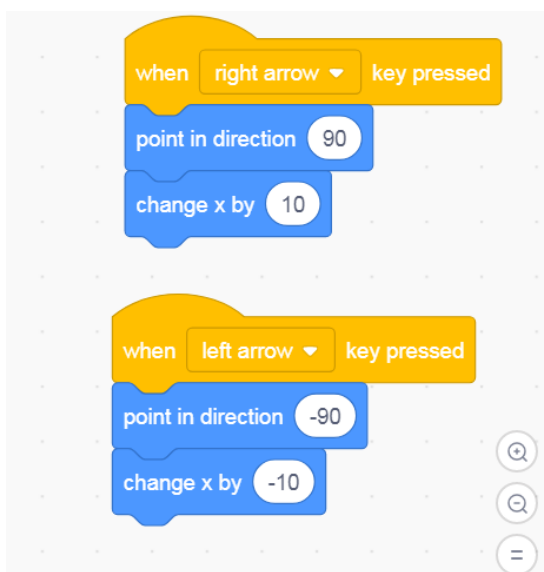 when right arrow key pressed
point in direction 90
change x by 10
when left arrow key pressed
point in direction -90
change x by -10